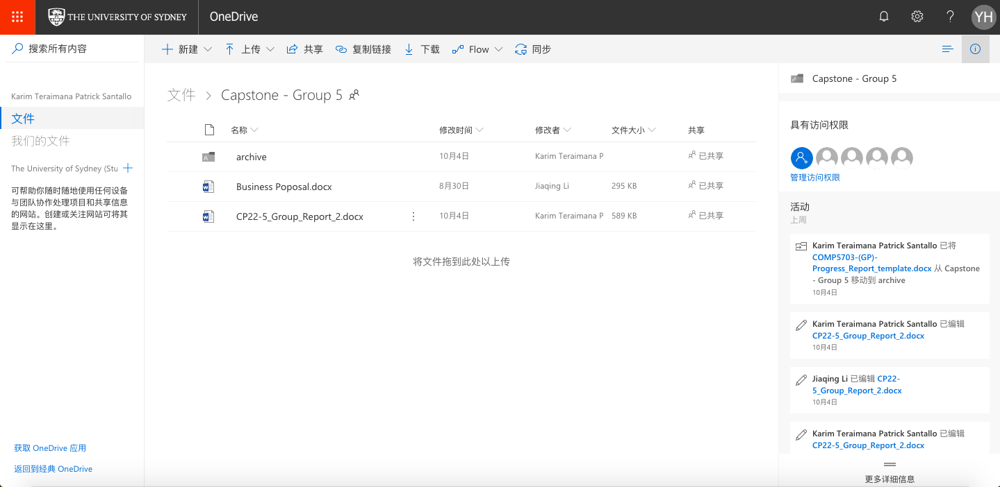 THE UNIVERSITY OF SYDNEY
OneDrive
YH
搜索所有内容
新建
上传
共享
复制链接
下载
Flow
同步
Karim Teraimana Patrick Santallo
文件
我们的文件
The University of Sydney (Stu
可帮助你随时随地使用任何设备
与团队协作处理项目和共享信息
的网站。创建或关注网站可将其
显示在这里。
获取 OneDrive 应用
返回到经典 OneDrive
文件 > Capstone - Group 5
名称 修改时间 修改者 文件大小 共享
archive 10月4日 Karim Teraimana P 已共享
Business Poposal.docx 8月30日 Jiaqing Li 295 KB 已共享
CP22-5_Group_Report_2.docx 10月4日 Karim Teraimana P 589 KB 已共享
将文件拖到此处以上传
Capstone - Group 5
具有访问权限
管理访问权限
活动
上周
Karim Teraimana Patrick Santallo 已将
COMP5703-(GP)-
Progress_Report_template.docx 从 Capstone
- Group 5 移动到 archive
10月4日
Karim Teraimana Patrick Santallo 已编辑
CP22-5_Group_Report_2.docx
10月4日
Jiaqing Li 已编辑 CP22-
5_Group_Report_2.docx
10月4日
Karim Teraimana Patrick Santallo 已编辑
CP22-5_Group_Report_2.docx
更多详细信息